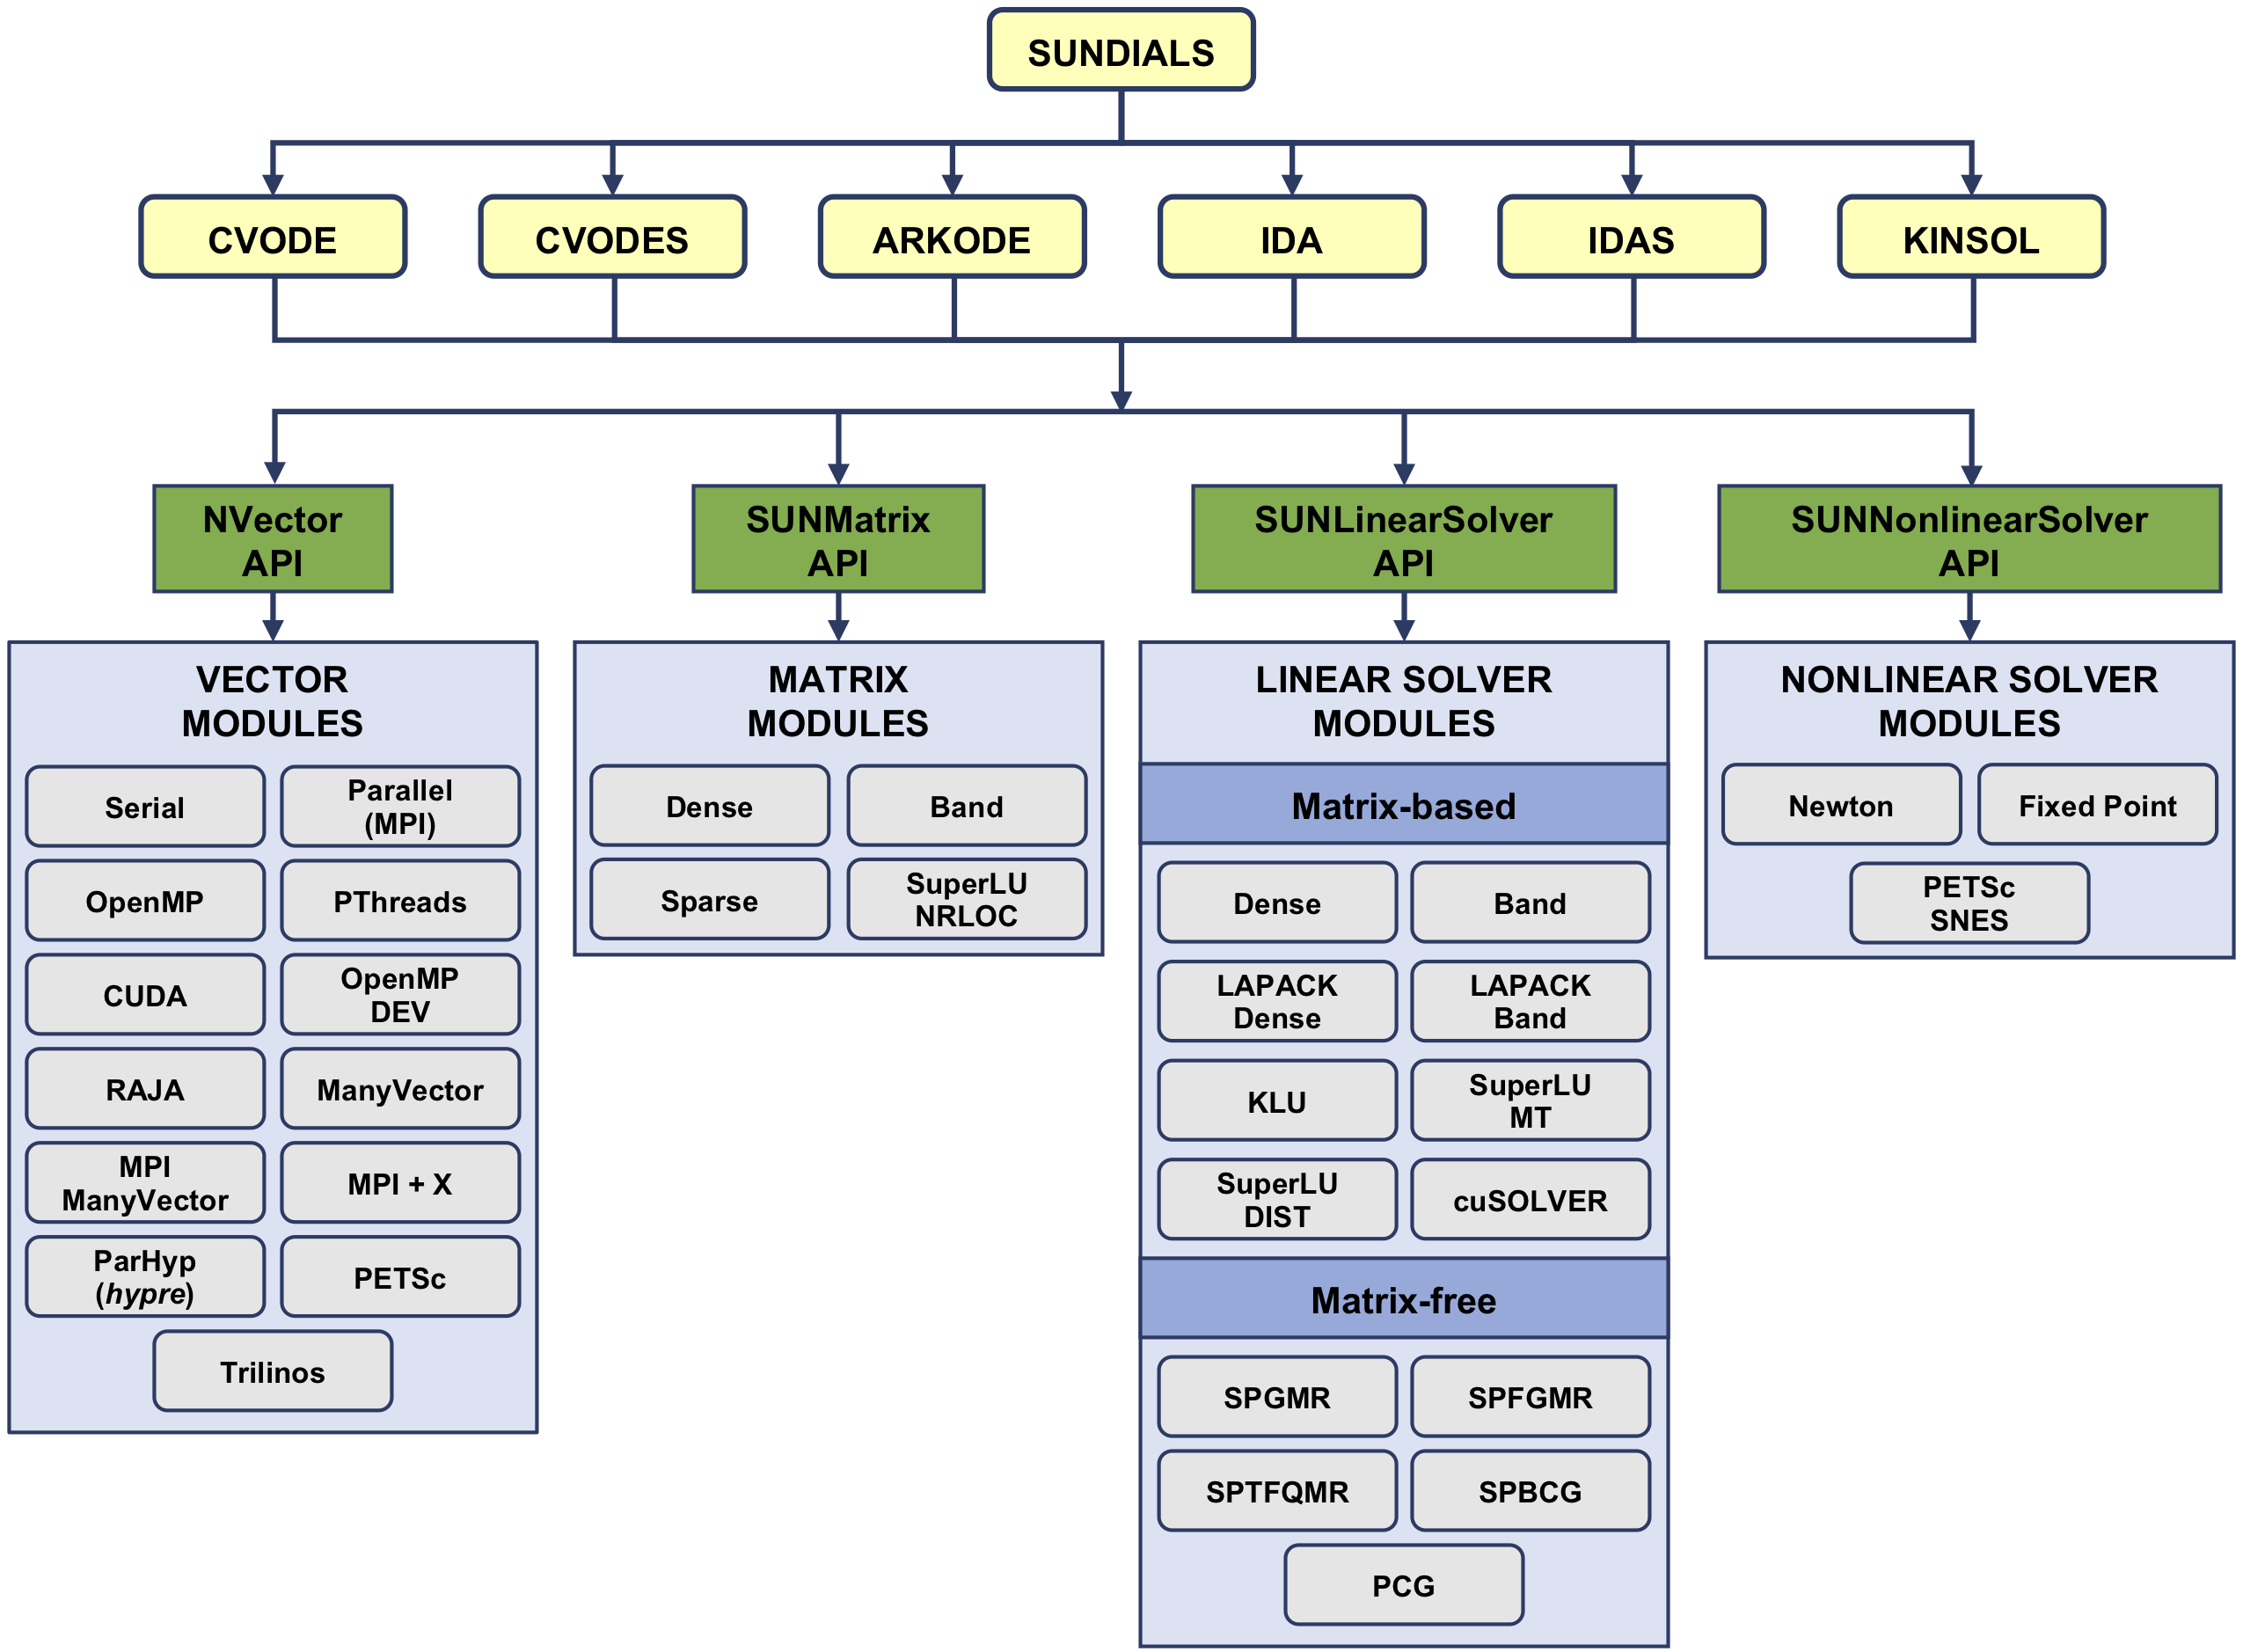 SUNDIALS
CVODE
CVODES
ARKODE
IDA
IDAS
KINSOL
NVector
API
SUNMatrix
API
SUNLinearSolver
API
SUNNonlinearSolver
API
VECTOR
MODULES
Serial
Parallel
(MPI)
OpenMP
PThreads
CUDA
OpenMP
DEV
RAJA
ManyVector
MPI
ManyVector
MPI + X
ParHyp
(hypre)
PETSc
Trilinos
MATRIX
MODULES
Dense
Band
Sparse
SuperLU
NRLOC
LINEAR SOLVER
MODULES
Matrix-based
Dense
Band
LAPACK
Dense
LAPACK
Band
KLU
SuperLU
MT
SuperLU
DIST
cuSOLVER
Matrix-free
SPGMR
SPFGMR
SPTFQMR
SPBCG
PCG
NONLINEAR SOLVER
MODULES
Newton
Fixed Point
PETSc
SNES